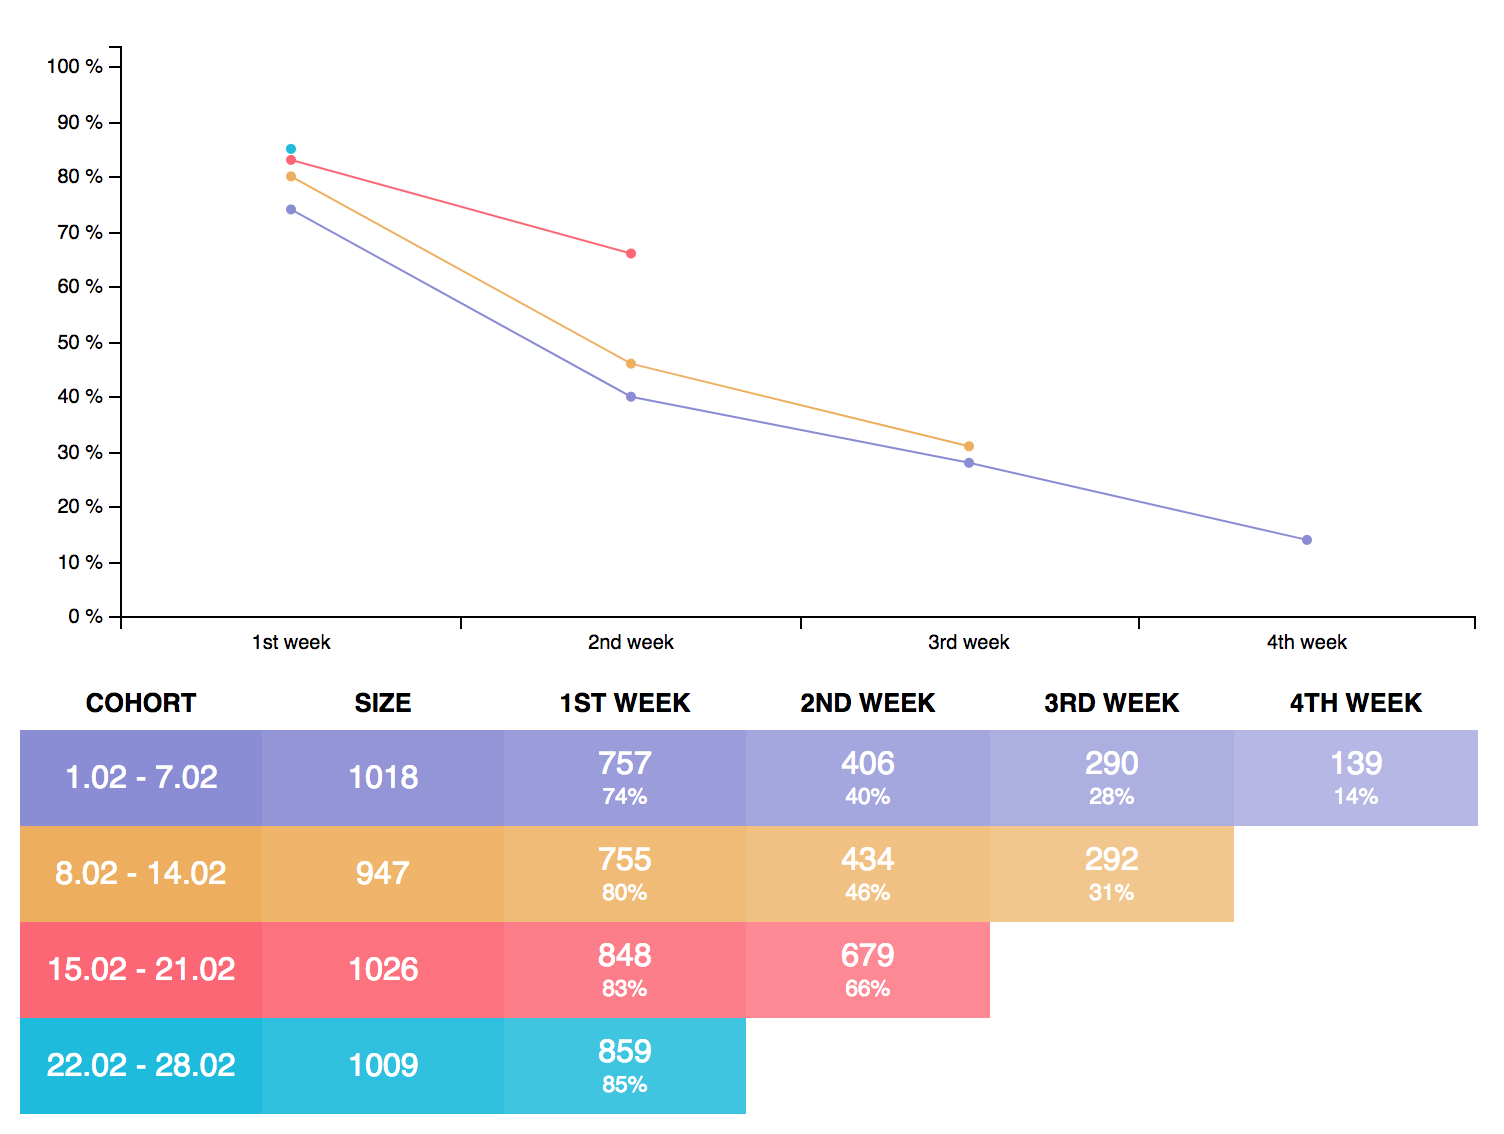 100 %
90 %
80 %
70 %
60 %
50 %
40 %
30 %
20 %
10 %
0 %
1st week 2nd week 3rd week 4th week
COHORT SIZE 1ST WEEK 2ND WEEK 3RD WEEK 4TH WEEK
1.02 - 7.02 1018 757 406 290 139
74% 40% 28% 14%
8.02 - 14.02 947 755 434 292
80% 46% 31%
15.02 - 21.02 1026 848 679
83% 66%
22.02 - 28.02 1009 859
85%